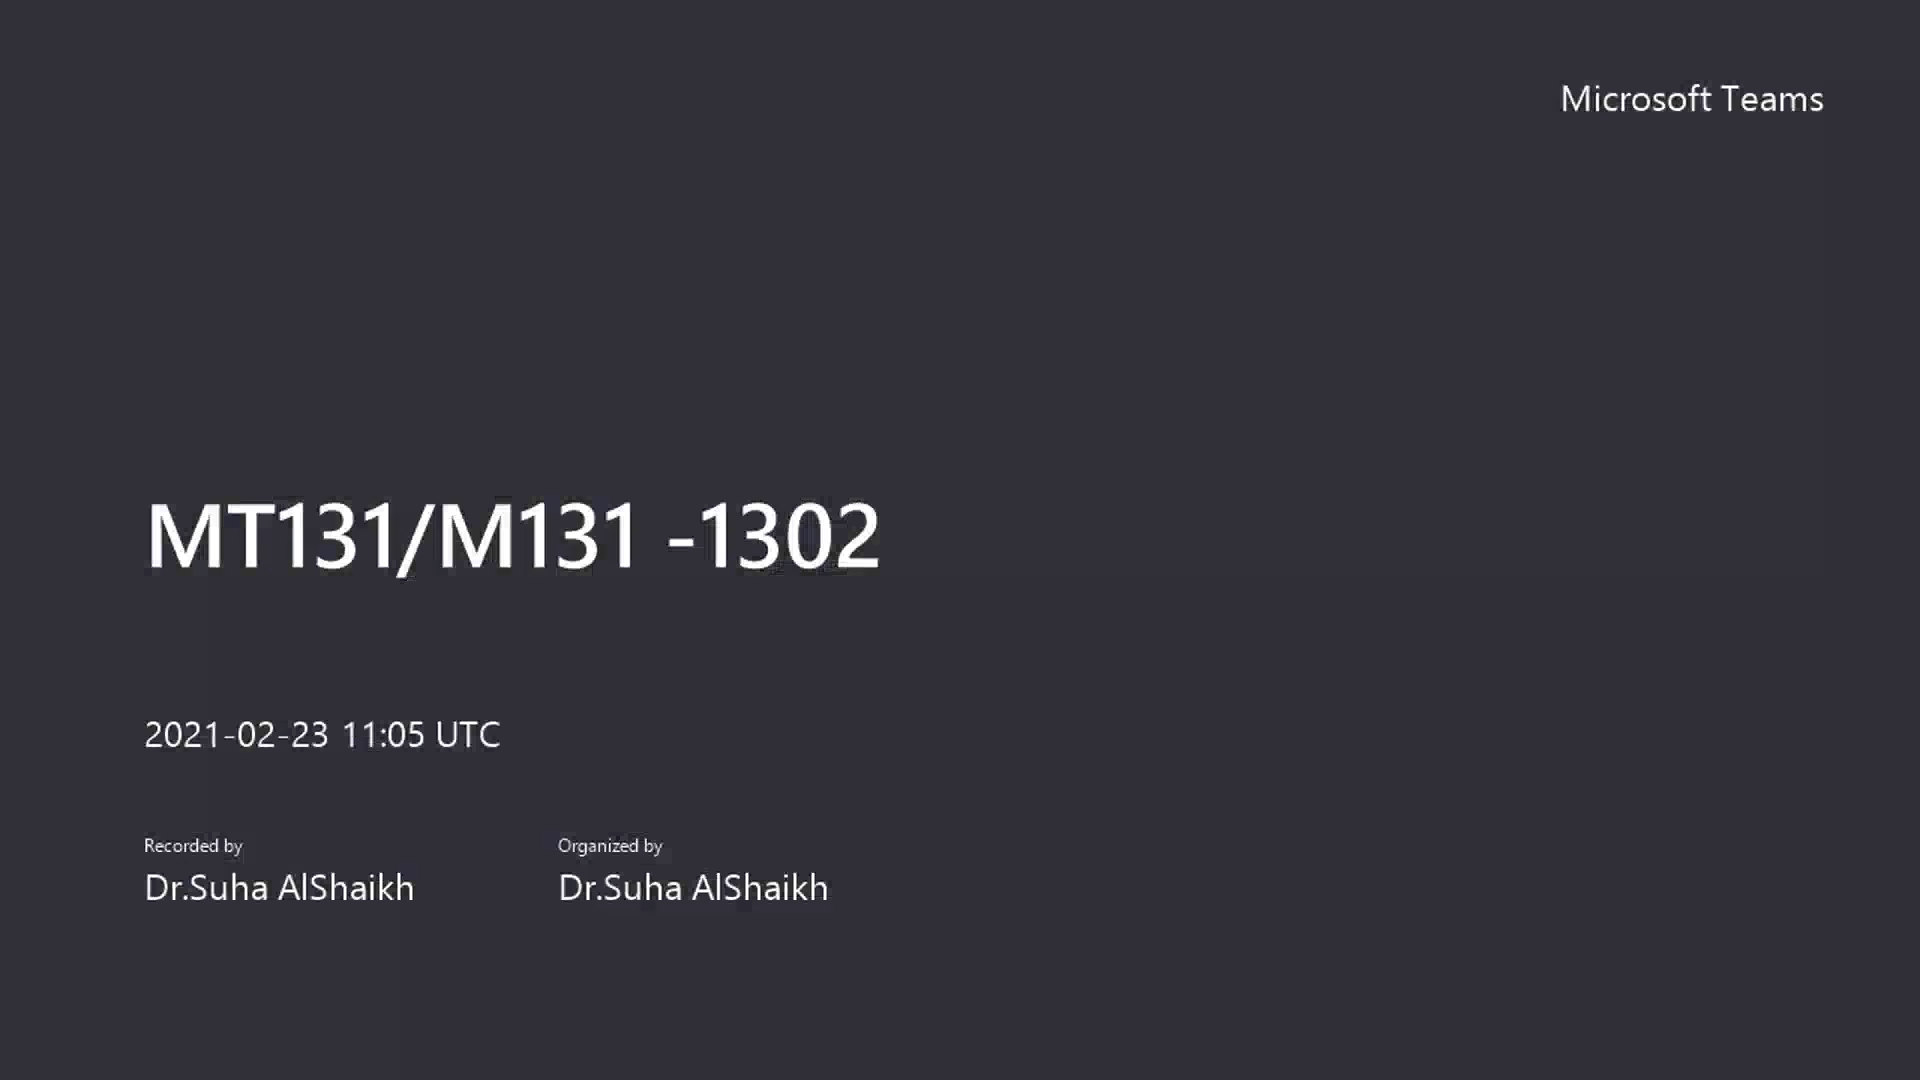 Microsoft Teams
MT131/M131 -1302
2021-02-23 11:05 UTC
Recorded by
Dr.Suha AlShaikh
Organized by
Dr.Suha AlShaikh